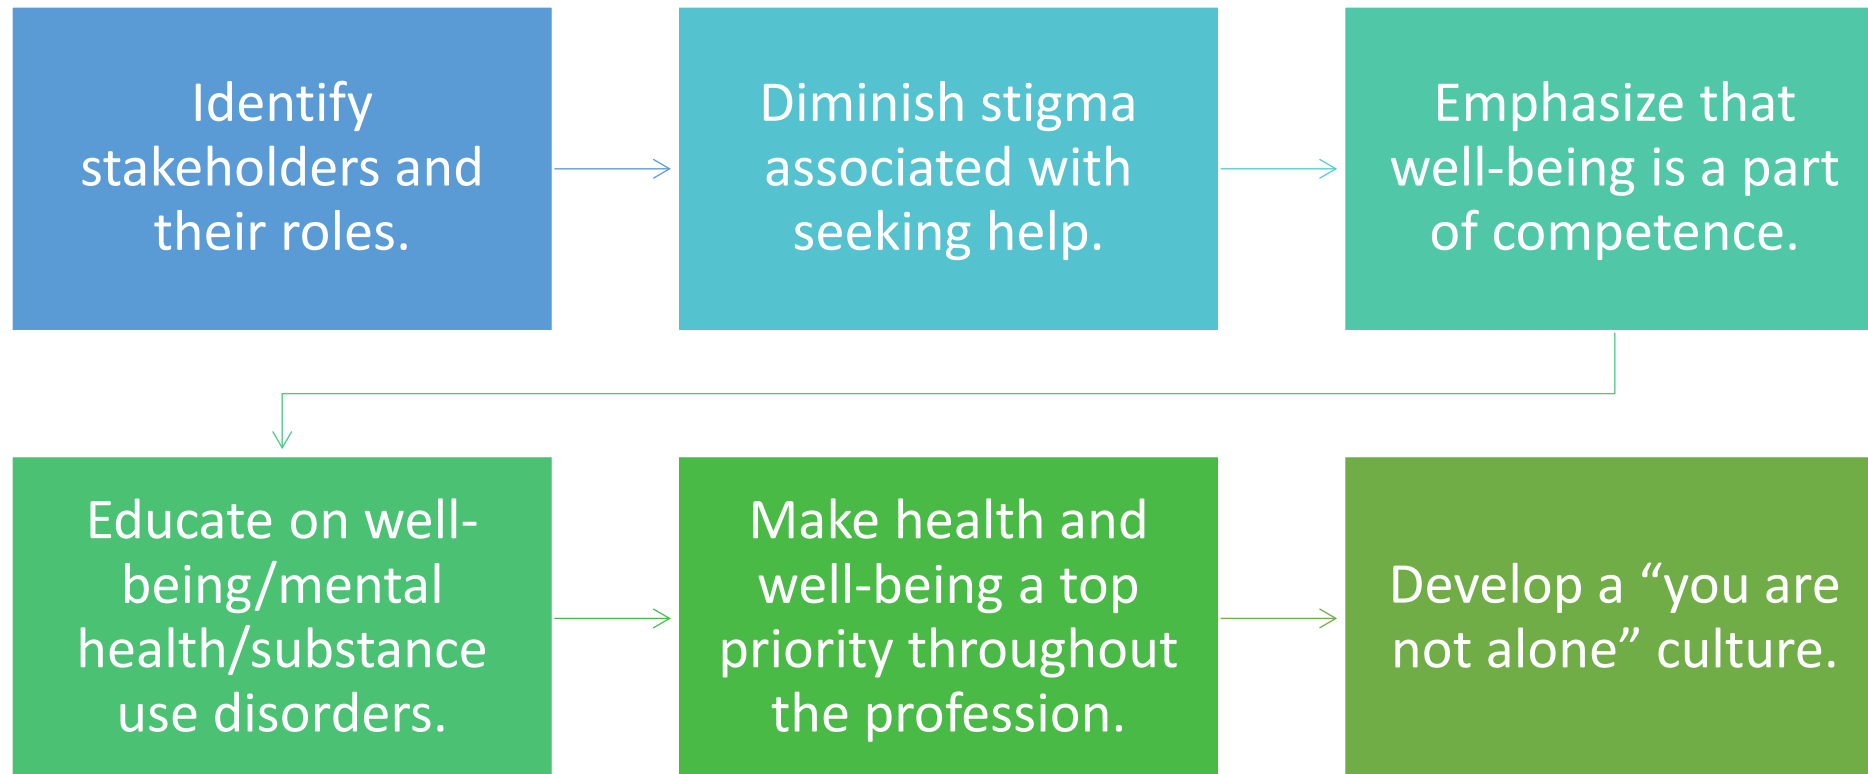 Identify
stakeholders and
their roles.
Diminish stigma
associated with
seeking help.
Emphasize that
well-being is a part
of competence.
Educate on well-
being/mental
health/substance
use disorders.
Make health and
well-being a top
priority throughout
the profession.
Develop a “you are
not alone” culture.